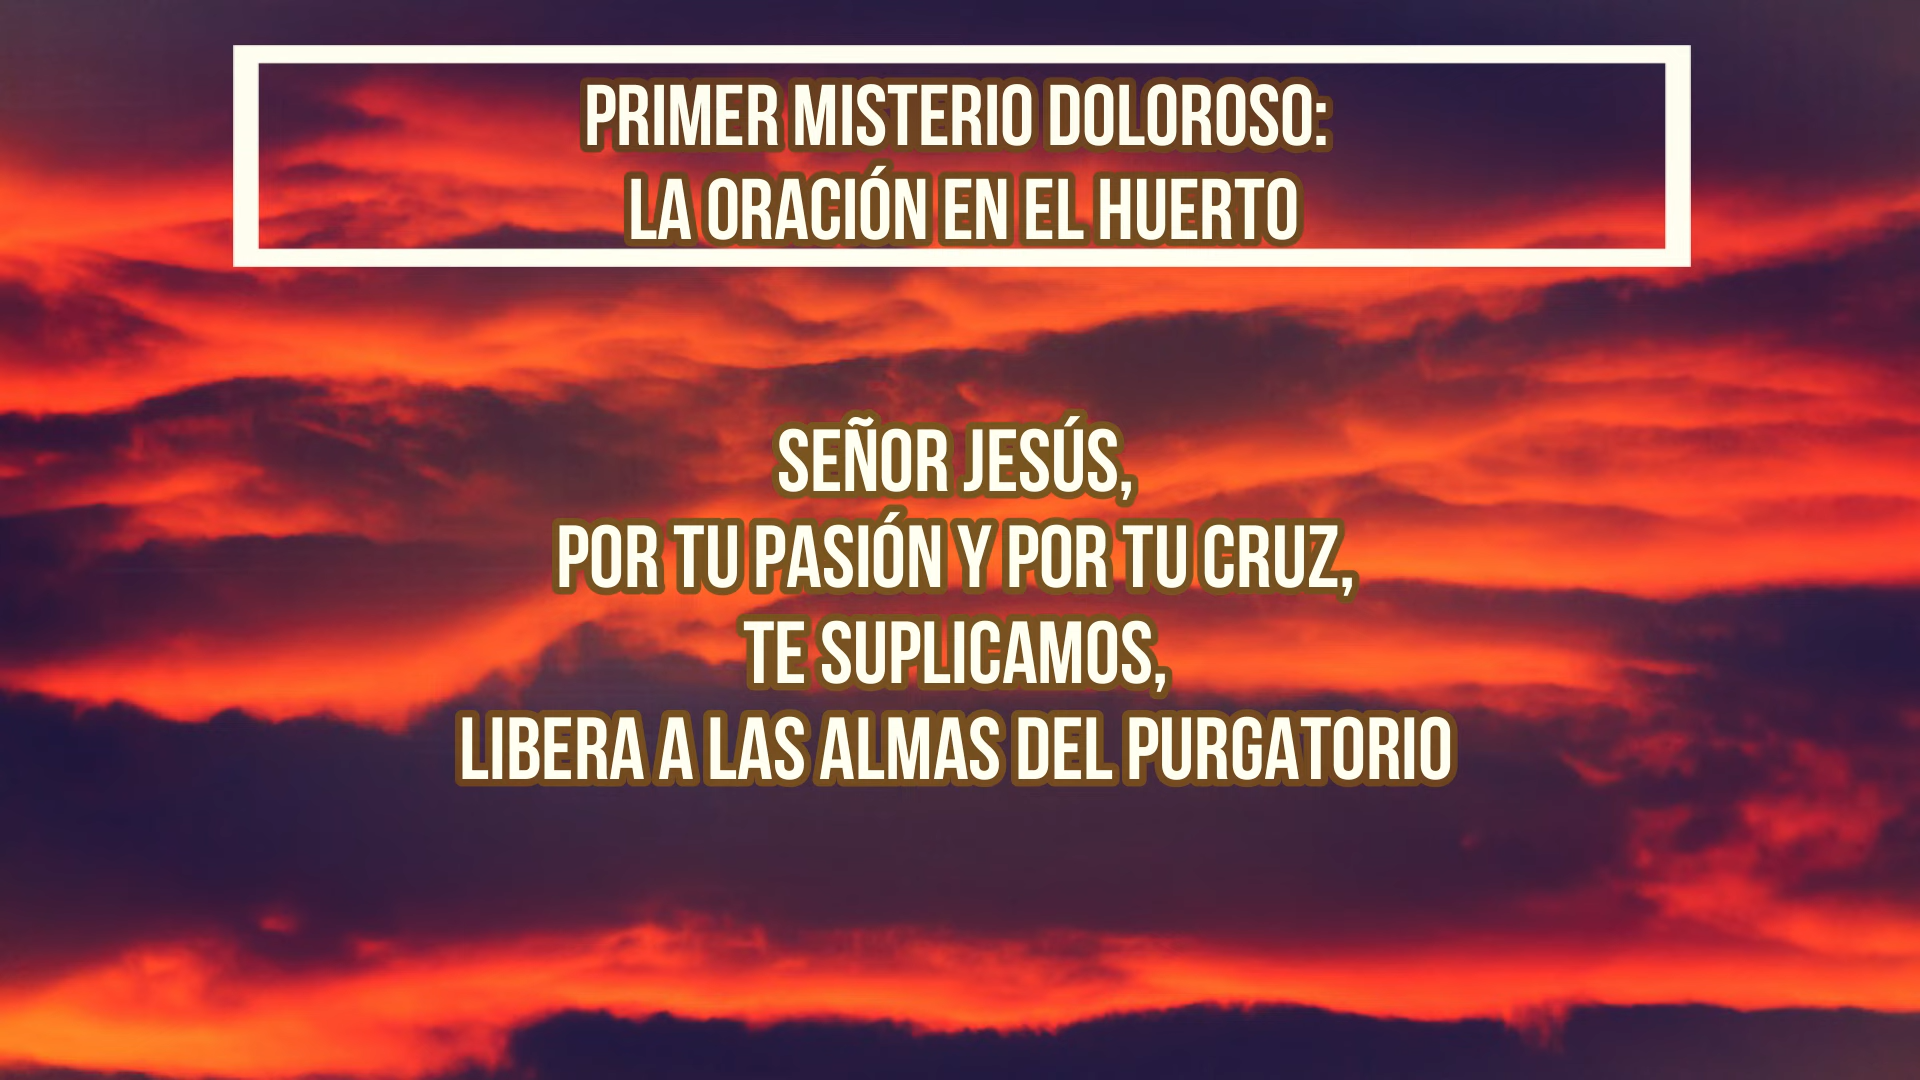 PRIMER MISTERIO DOLOROSO:
LA ORACIÓN EN EL HUERTO
SEÑOR JESÚS,
POR TU PASIÓN Y POR TU CRUZ,
TE SUPLICAMOS,
LIBERA A LAS ALMAS DEL PURGATORIO